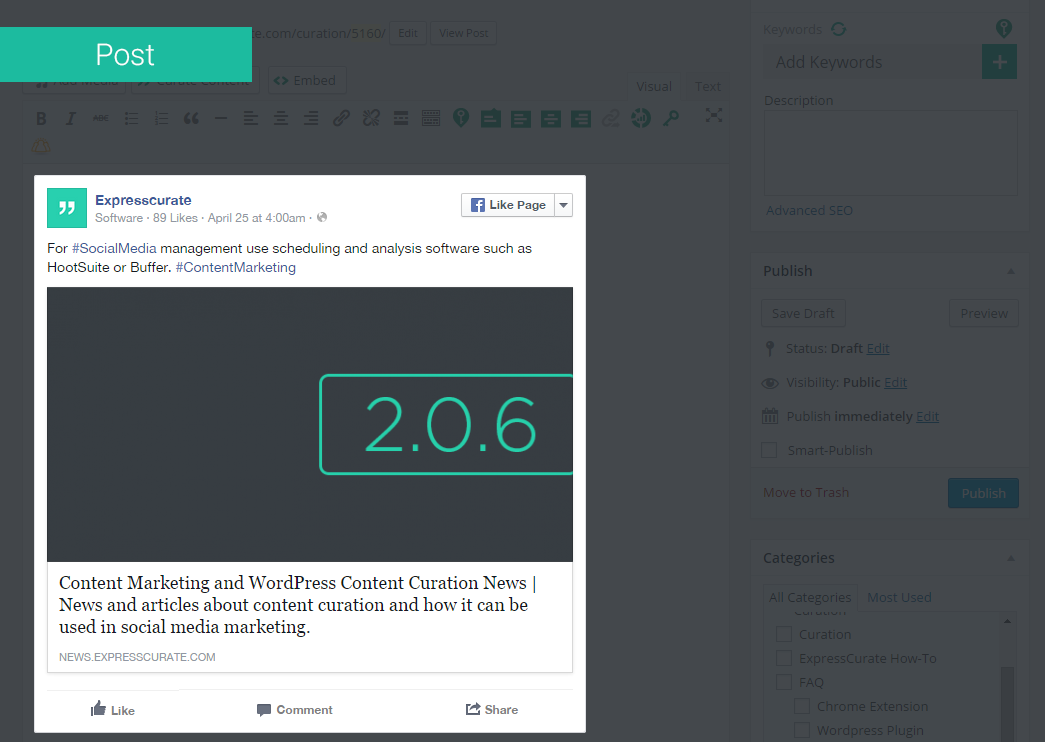 Post
te.com/curation/5160/ Edit View Post
Add Media Curate Content <> Embed
Visual Text
B I ABC
Expresscurate
Software · 89 Likes · April 25 at 4:00am ·
Like Page
For #SocialMedia management use scheduling and analysis software such as
HootSuite or Buffer. #ContentMarketing
2.0.6
Content Marketing and WordPress Content Curation News |
News and articles about content curation and how it can be
used in social media marketing.
NEWS.EXPRESSCURATE.COM
Like Comment Share
Keywords
Add Keywords +
Description
Advanced SEO
Publish
Save Draft Preview
Status: Draft Edit
Visibility: Public Edit
Publish immediately Edit
Smart-Publish
Move to Trash Publish
Categories
All Categories Most Used
Curation
Curation
ExpressCurate How-To
FAQ
Chrome Extension
Wordpress Plugin